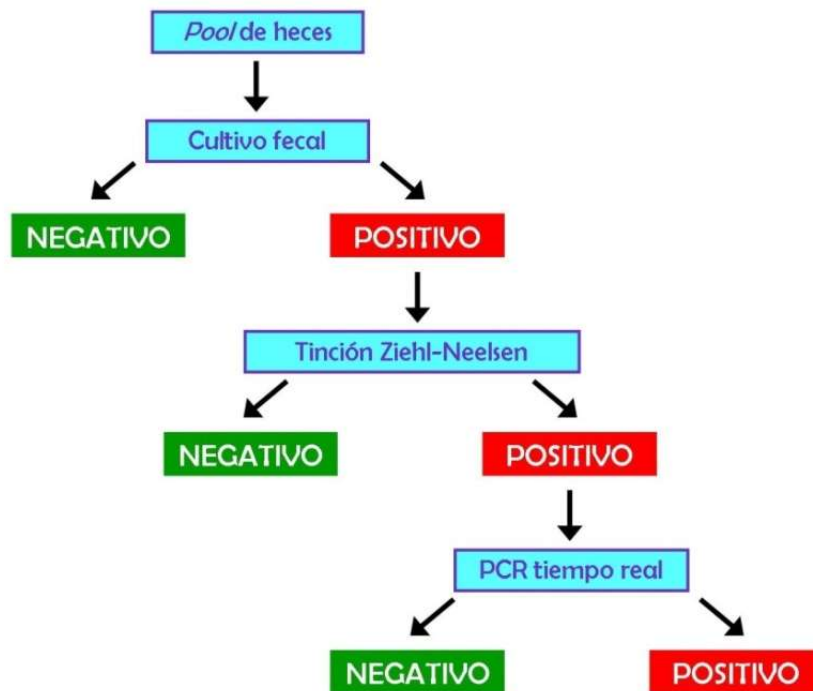 Pool de heces
Cultivo fecal
NEGATIVO
POSITIVO
Tinción Ziehl-Neelsen
NEGATIVO
POSITIVO
PCR tiempo real
NEGATIVO
POSITIVO